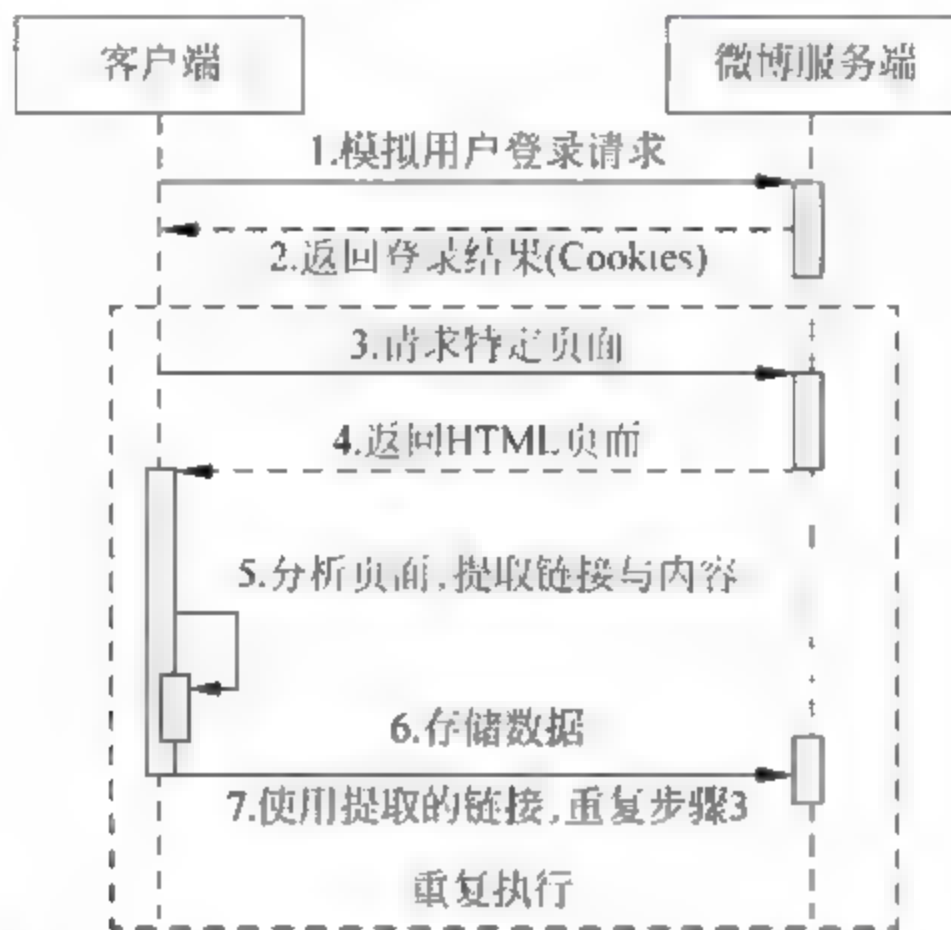 客户端
微博服务端
1.模拟用户登录请求
2.返回登录结果(Cookies)
3.请求特定页面
4.返回HTML页面
5.分析页面,提取链接与内容
6.存储数据
7.使用提取的链接,重复步骤3
重复执行